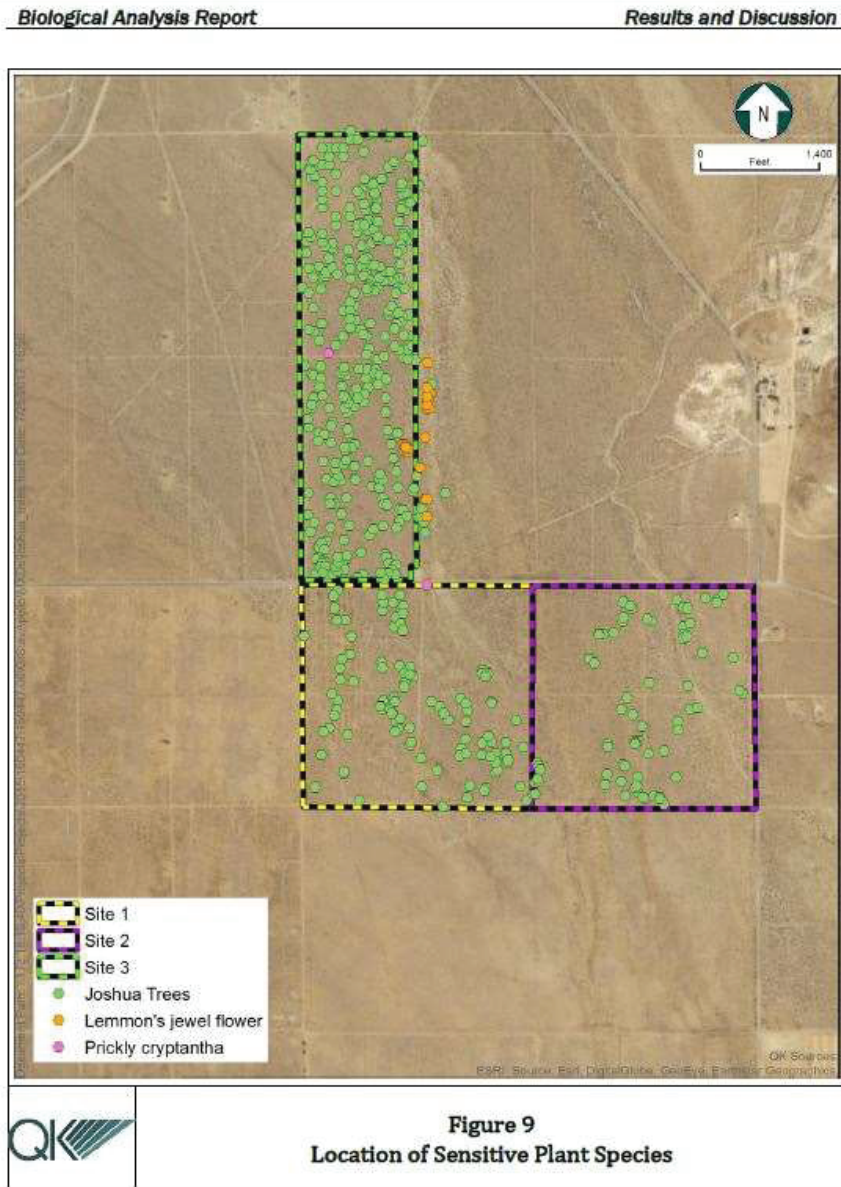 Biological Analysis Report
Results and Discussion
N
0
1,400
Feet
Site 1
Site 2
Site 3
Joshua Trees
Lemmon's jewel flower
Prickly cryptantha
QK Sources
ESRI: Source: Esri, DigitalGlobe, GeoEye, Earthstar Geographics
QK
Figure 9
Location of Sensitive Plant Species